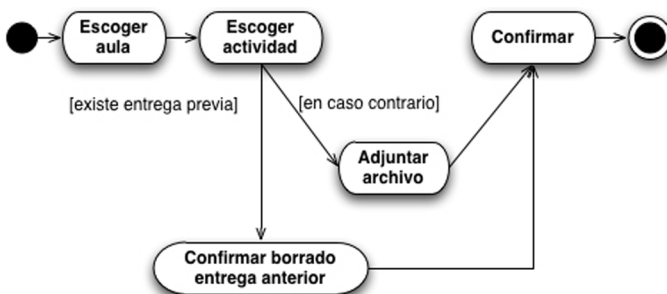 Escoger
aula
Escoger
actividad
Confirmar
[existe entrega previa]
[en caso contrario]
Adjuntar
archivo
Confirmar borrado
entrega anterior